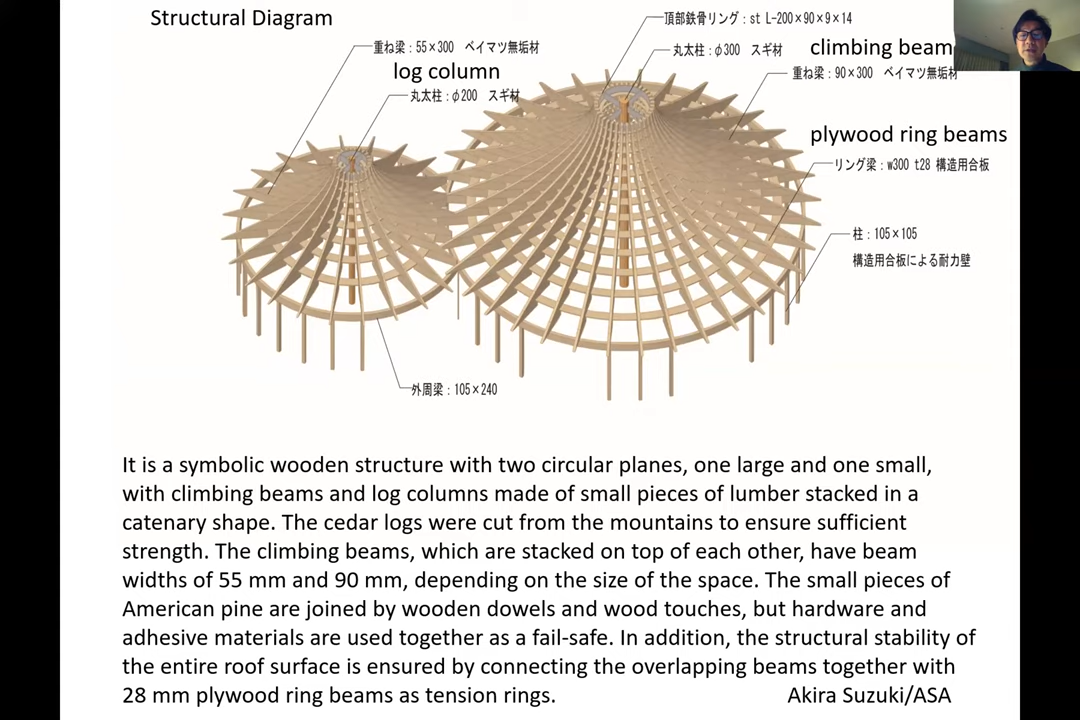 Structural Diagram
頂部鉄骨リング：st L-200×90×9×14
重ね梁：55×300 ベイマツ無垢材
丸太柱：φ300 スギ材
climbing beam
log column
重ね梁：90×300 ベイマツ無垢材
丸太柱：φ200 スギ材
plywood ring beams
リング梁：w300 t28 構造用合板
柱：105×105
構造用合板による耐力壁
外周梁：105×240
It is a symbolic wooden structure with two circular planes, one large and one small,
with climbing beams and log columns made of small pieces of lumber stacked in a
catenary shape. The cedar logs were cut from the mountains to ensure sufficient
strength. The climbing beams, which are stacked on top of each other, have beam
widths of 55 mm and 90 mm, depending on the size of the space. The small pieces of
American pine are joined by wooden dowels and wood touches, but hardware and
adhesive materials are used together as a fail-safe. In addition, the structural stability of
the entire roof surface is ensured by connecting the overlapping beams together with
28 mm plywood ring beams as tension rings.
Akira Suzuki/ASA